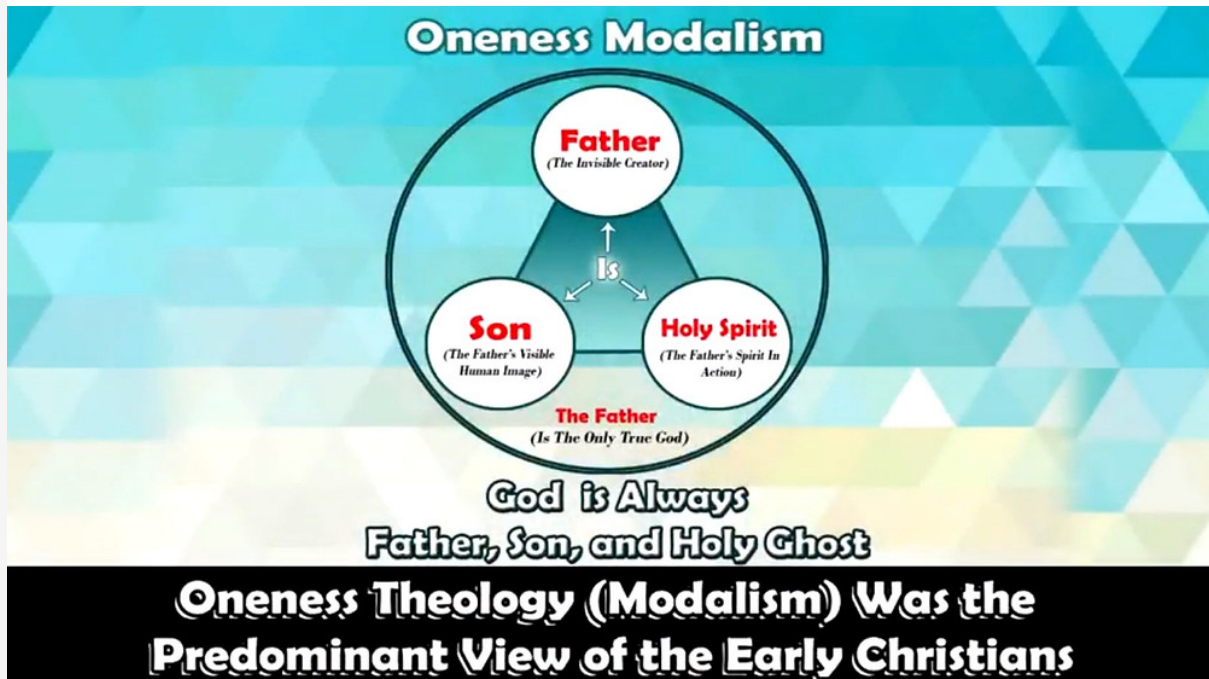 Oneness Modalism
Father
(The Invisible Creator)
Is
Son
(The Father's Visible
Human Image)
Holy Spirit
(The Father's Spirit In
Action)
The Father
(Is The Only True God)
God is Always
Father, Son, and Holy Ghost
Oneness Theology (Modalism) Was the
Predominant View of the Early Christians